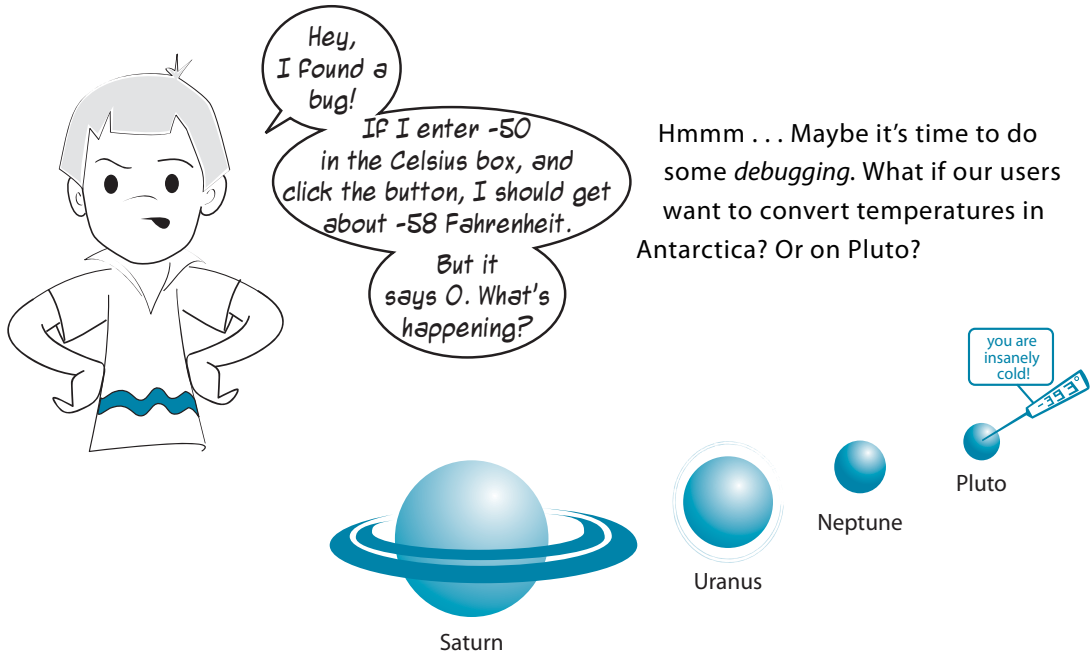 Hey,
I found a
bug!
If I enter -50
in the Celsius box, and
click the button, I should get
about -58 Fahrenheit.
But it
says 0. What's
happening?
Hmmm . . . Maybe it’s time to do
some debugging. What if our users
want to convert temperatures in
Antarctica? Or on Pluto?
you are
insanely
cold!
-393°
Pluto
Neptune
Uranus
Saturn